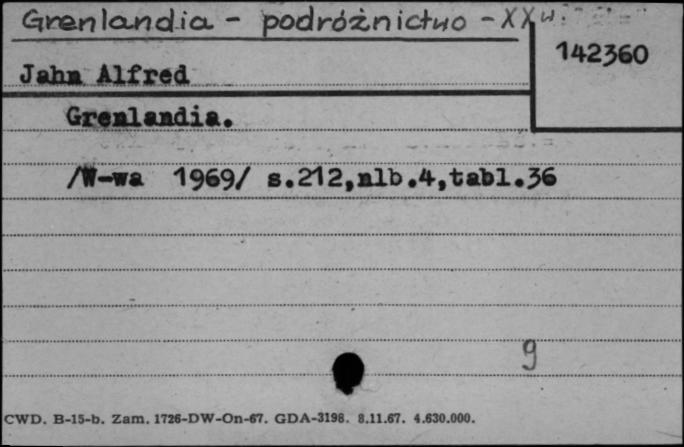 Grenlandia - podróżnictwo - XX w.
142360
Jahn Alfred
Grenlandia.
/W-wa 1969/ s.212,nlb.4,tabl.36
9
CWD. B-15-b. Zam. 1726-DW-On-67. GDA-3198. 8.11.67. 4.630.000.